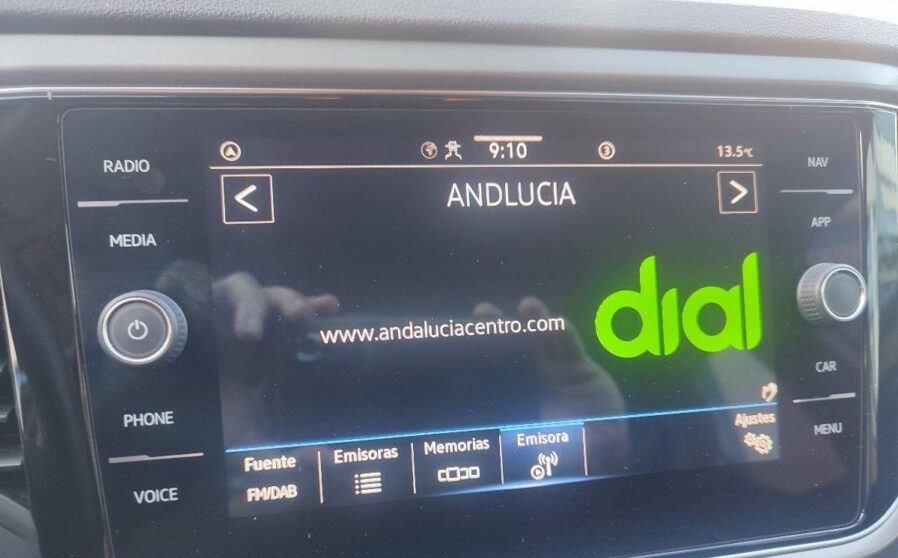 RADIO
MEDIA
PHONE
VOICE
9:10
3
13.5°C
<
ANDLUCIA
>
www.andaluciacentro.com
dial
Ajustes
Fuente
FM/DAB
Emisoras
Memorias
Emisora
NAV
APP
CAR
MENU